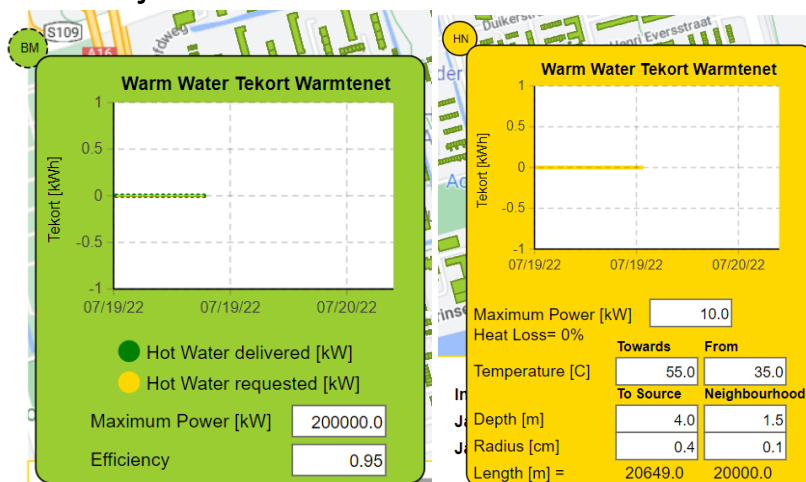 S109
BM
A16
fdweg
Warm Water Tekort Warmtenet
1
0.5
0
-0.5
-1
Tekort [kWh]
07/19/22 07/19/22 07/20/22
Hot Water delivered [kW]
Hot Water requested [kW]
Maximum Power [kW] 200000.0
Efficiency 0.95
HN
Duikerstr
Henri Eversstraat
der
Warm Water Tekort Warmtenet
1
0.5
0
-0.5
-1
Tekort [kWh]
07/19/22 07/19/22 07/20/22
Maximum Power [kW] 10.0
Heat Loss= 0%
Towards From
Temperature [C] 55.0 35.0
To Source Neighbourhood
Depth [m] 4.0 1.5
Radius [cm] 0.4 0.1
Length [m] = 20649.0 20000.0